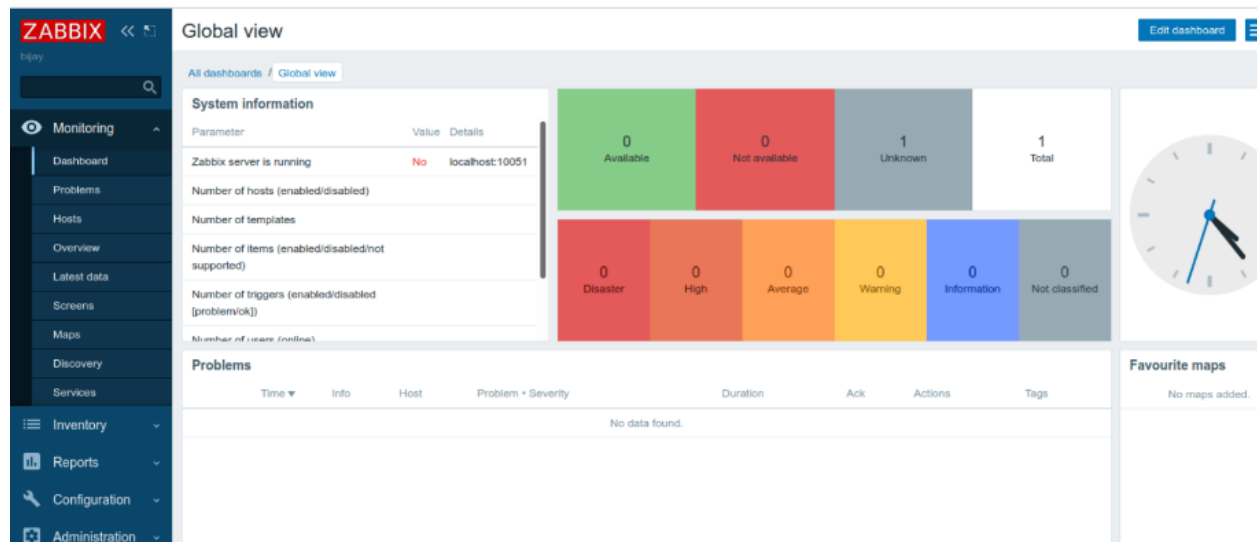 ZABBIX
bijay
Monitoring
Dashboard
Problems
Hosts
Overview
Latest data
Screens
Maps
Discovery
Services
Inventory
Reports
Configuration
Administration
Global view
Edit dashboard
All dashboards / Global view
System information
Parameter Value Details
Zabbix server is running No localhost:10051
Number of hosts (enabled/disabled)
Number of templates
Number of items (enabled/disabled/not
supported)
Number of triggers (enabled/disabled
[problem/ok])
Number of users (online)
0 0 1 1
Available Not available Unknown Total
0 0 0 0 0 0
Disaster High Average Warning Information Not classified
Problems
Time ▼ Info Host Problem • Severity Duration Ack Actions Tags
No data found.
Favourite maps
No maps added.